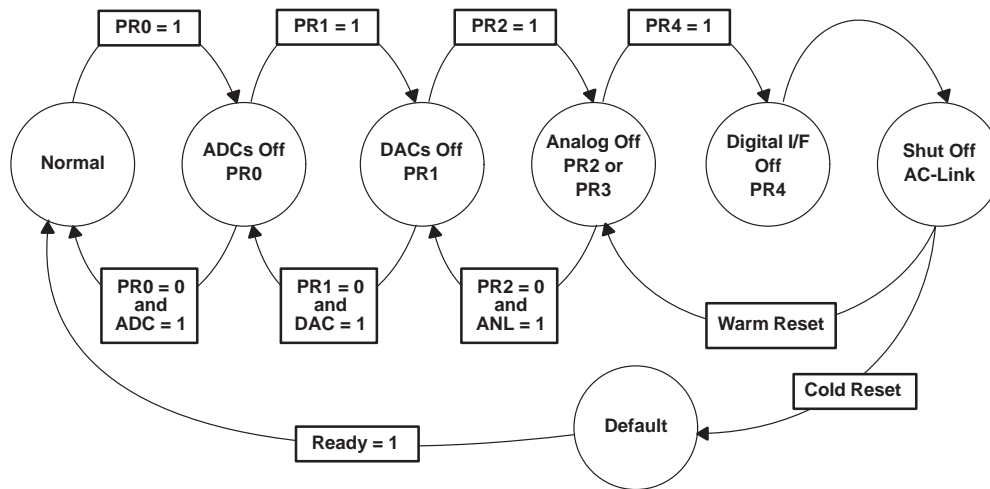 PR0 = 1
PR1 = 1
PR2 = 1
PR4 = 1
Normal
ADCs Off
PR0
DACs Off
PR1
Analog Off
PR2 or
PR3
Digital I/F
Off
PR4
Shut Off
AC-Link
PR0 = 0
and
ADC = 1
PR1 = 0
and
DAC = 1
PR2 = 0
and
ANL = 1
Warm Reset
Cold Reset
Default
Ready = 1